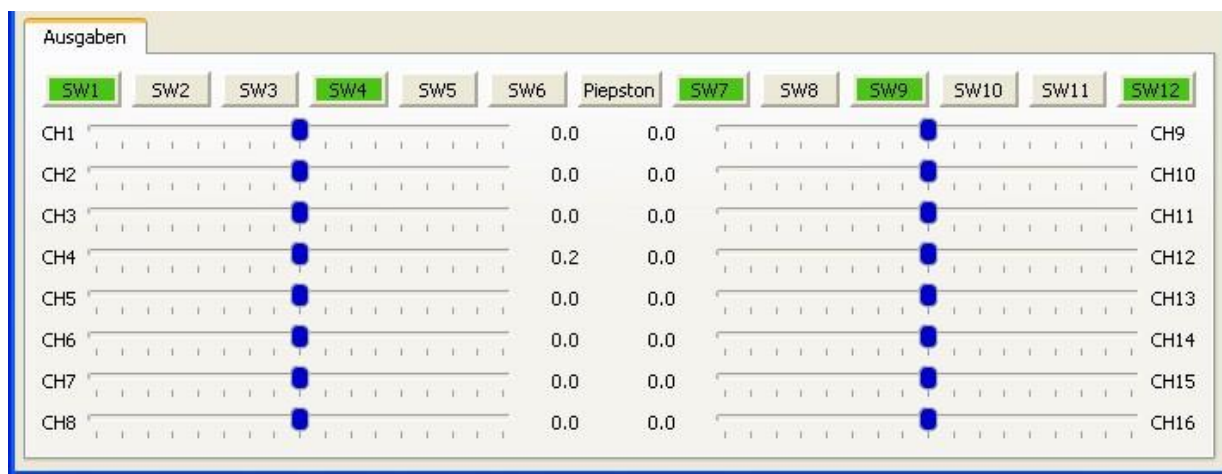 Ausgaben
SW1 SW2 SW3 SW4 SW5 SW6 Piepston SW7 SW8 SW9 SW10 SW11 SW12
CH1 0.0 0.0 CH9
CH2 0.0 0.0 CH10
CH3 0.0 0.0 CH11
CH4 0.2 0.0 CH12
CH5 0.0 0.0 CH13
CH6 0.0 0.0 CH14
CH7 0.0 0.0 CH15
CH8 0.0 0.0 CH16